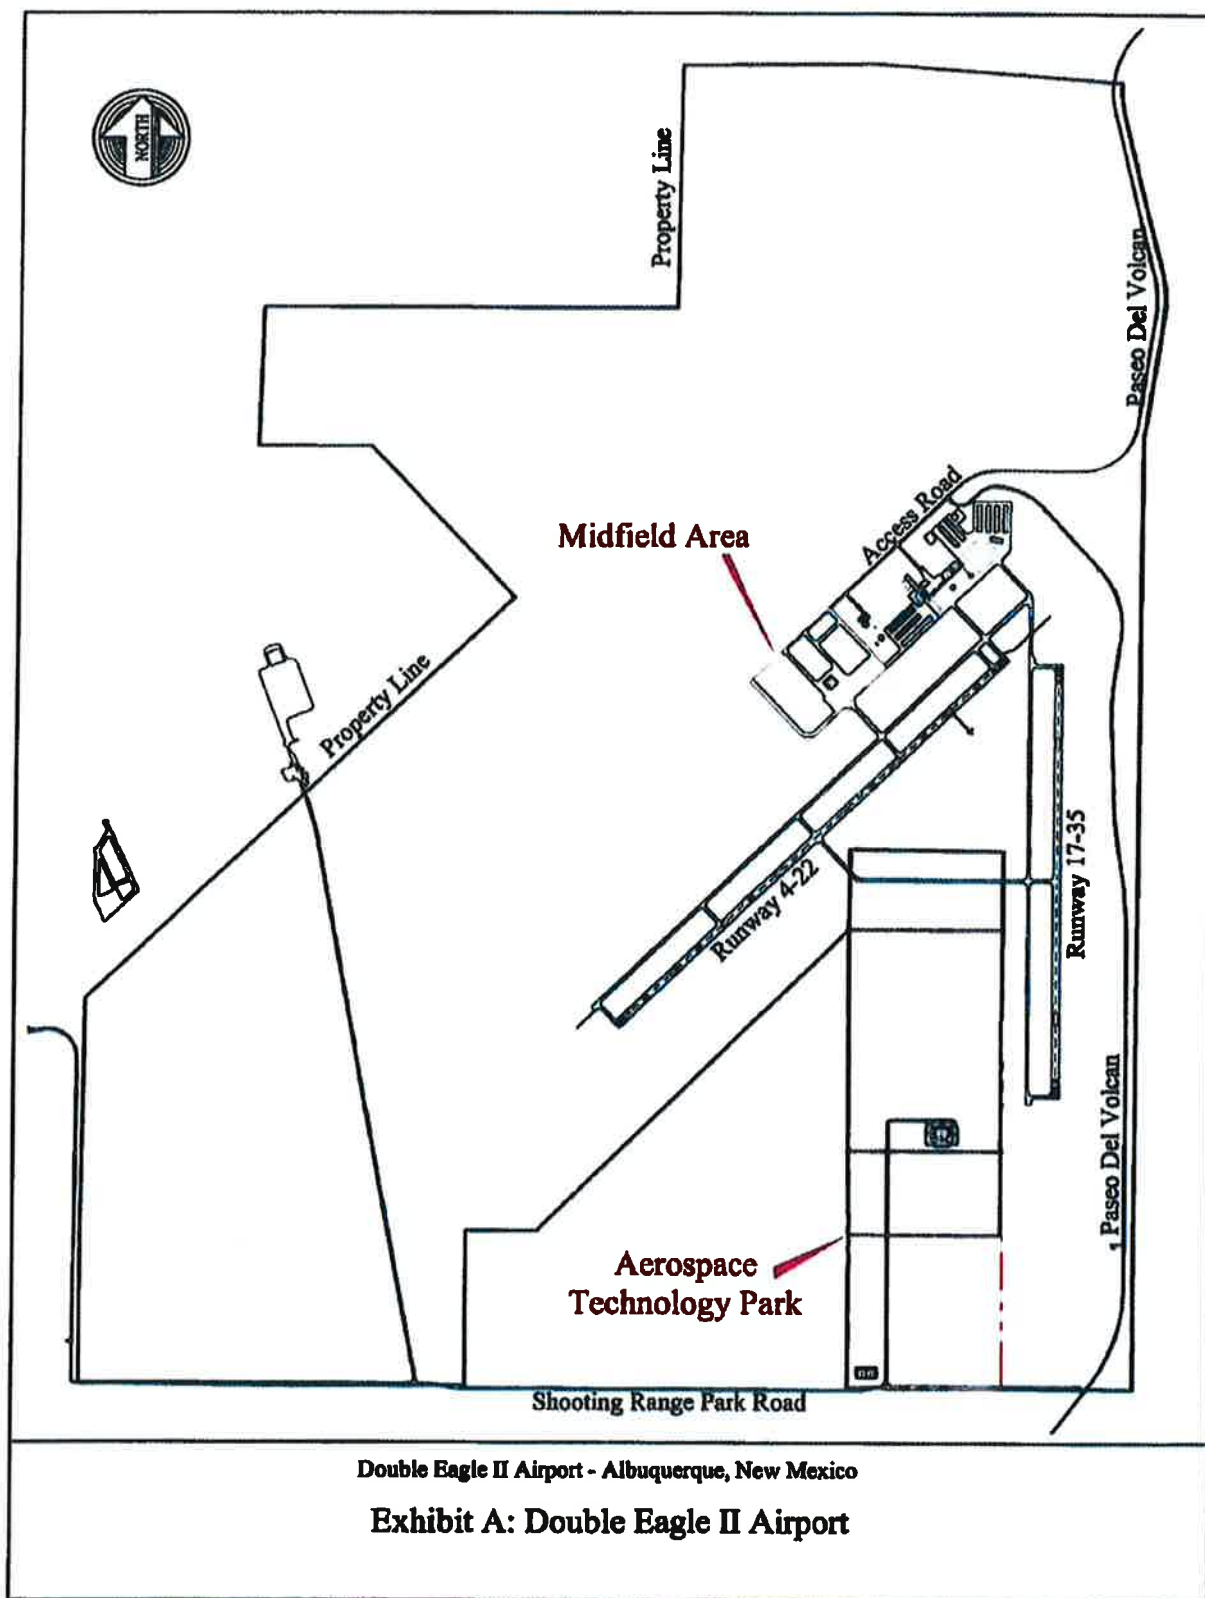 NORTH
Property Line
Paseo Del Volcan
Access Road
Midfield Area
Property Line
Runway 4-22
Runway 17-35
Paseo Del Volcan
Aerospace
Technology Park
Shooting Range Park Road
Double Eagle II Airport - Albuquerque, New Mexico
Exhibit A: Double Eagle II Airport